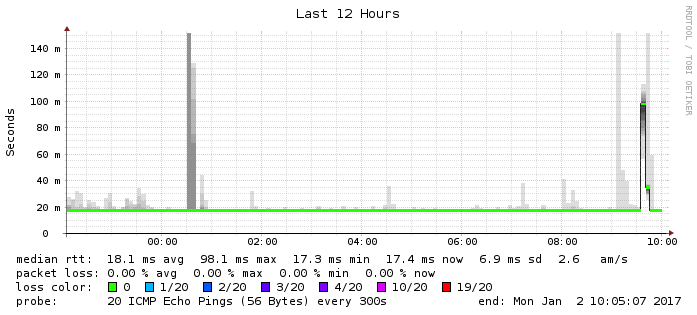 Last 12 Hours
RRDTOOL / TOBI OETIKER
Seconds
140 m
120 m
100 m
80 m
60 m
40 m
20 m
0
00:00 02:00 04:00 06:00 08:00 10:00
median rtt: 18.1 ms avg 98.1 ms max 17.3 ms min 17.4 ms now 6.9 ms sd 2.6 am/s
packet loss: 0.00 % avg 0.00 % max 0.00 % min 0.00 % now
loss color: 0 1/20 2/20 3/20 4/20 10/20 19/20
probe: 20 ICMP Echo Pings (56 Bytes) every 300s end: Mon Jan 2 10:05:07 2017